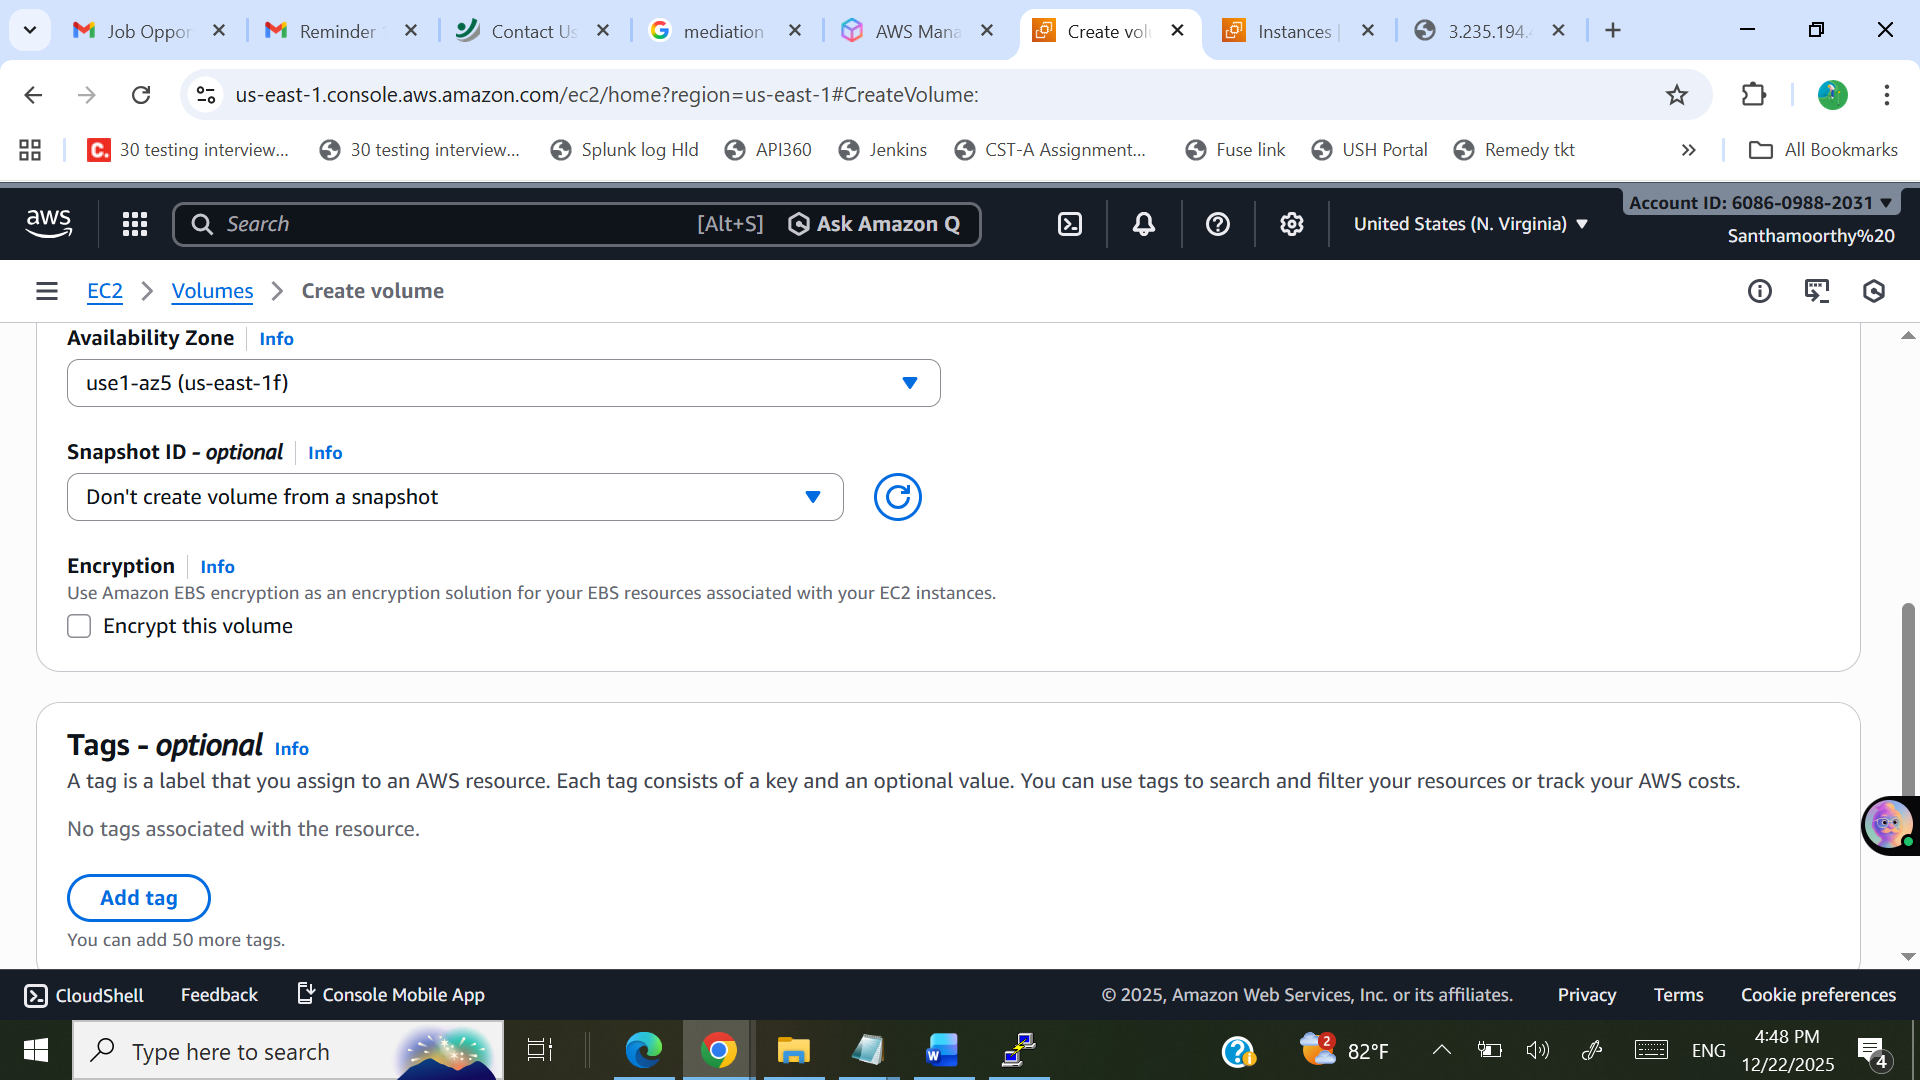 Job Oppor
Reminder
Contact Us
mediation
AWS Mana
Create volu
Instances |
3.235.194.4
us-east-1.console.aws.amazon.com/ec2/home?region=us-east-1#CreateVolume:
30 testing interview...
30 testing interview...
Splunk log Hld
API360
Jenkins
CST-A Assignment...
Fuse link
USH Portal
Remedy tkt
»
All Bookmarks
aws
Search
[Alt+S]
Ask Amazon Q
United States (N. Virginia)
Account ID: 6086-0988-2031
Santhamoorthy%20
EC2
Volumes
Create volume
Availability Zone
Info
use1-az5 (us-east-1f)
Snapshot ID - optional
Info
Don't create volume from a snapshot
Encryption
Info
Use Amazon EBS encryption as an encryption solution for your EBS resources associated with your EC2 instances.
Encrypt this volume
Tags - optional
Info
A tag is a label that you assign to an AWS resource. Each tag consists of a key and an optional value. You can use tags to search and filter your resources or track your AWS costs.
No tags associated with the resource.
Add tag
You can add 50 more tags.
CloudShell
Feedback
Console Mobile App
© 2025, Amazon Web Services, Inc. or its affiliates.
Privacy
Terms
Cookie preferences
Type here to search
2
82°F
ENG
4:48 PM
12/22/2025
4